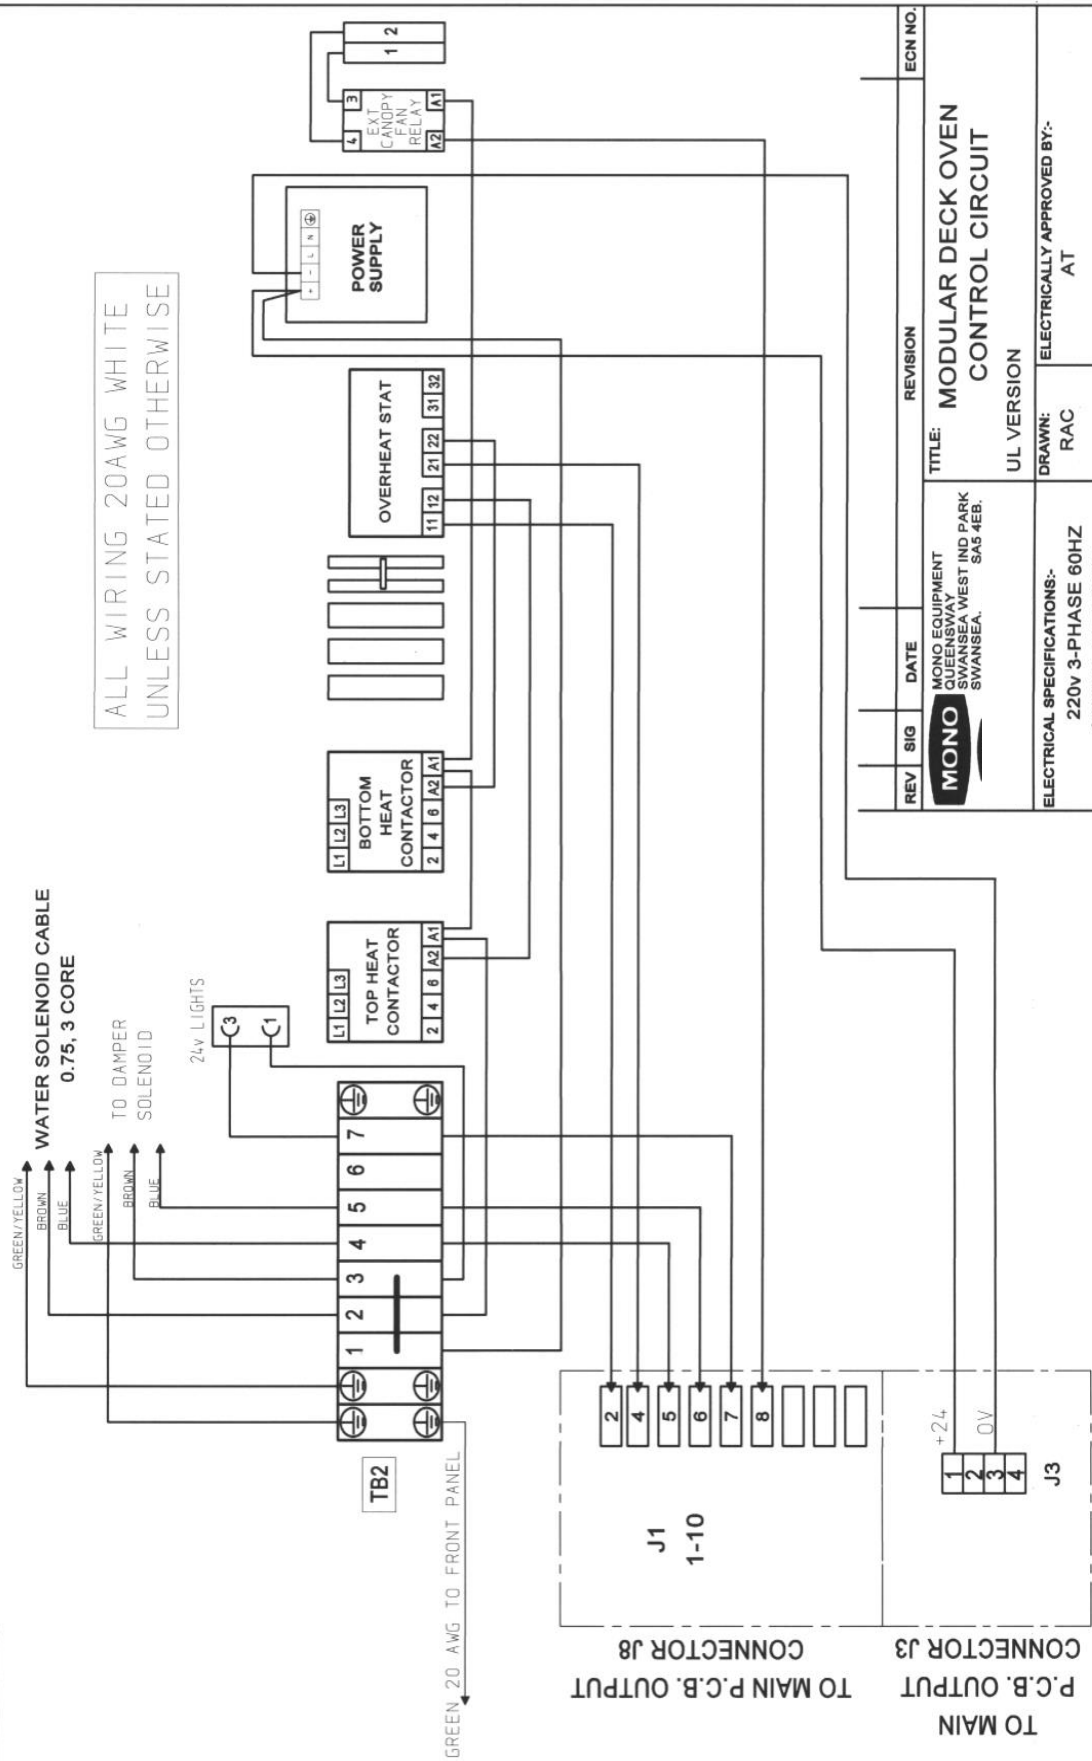 ALL WIRING 20AWG WHITE
UNLESS STATED OTHERWISE
WATER SOLENOID CABLE
0.75, 3 CORE
GREEN/YELLOW
BROWN
BLUE
TO DAMPER
SOLENOID
GREEN/YELLOW
BROWN
BLUE
24v LIGHTS
3
1
TB2
1 2 3 4 5 6 7
GREEN 20 AWG TO FRONT PANEL
L1 L2 L3
TOP HEAT
CONTACTOR
2 4 6 A2 A1
L1 L2 L3
BOTTOM
HEAT
CONTACTOR
2 4 6 A2 A1
OVERHEAT STAT
11 12 21 22 31 32
+ - L N
POWER
SUPPLY
4 3
EXT
CANOPY
FAN
RELAY
A2 A1
1 2
TO MAIN P.C.B. OUTPUT
CONNECTOR J8
J1
1-10
2
4
5
6
7
8
TO MAIN
P.C.B. OUTPUT
CONNECTOR J3
+24
0V
1
2
3
4
J3
REV SIG DATE REVISION ECN NO.
MONO
MONO EQUIPMENT
QUEENSWAY
SWANSEA WEST IND PARK
SWANSEA. SA5 4EB.
TITLE: MODULAR DECK OVEN
CONTROL CIRCUIT
UL VERSION
ELECTRICAL SPECIFICATIONS:-
220v 3-PHASE 60HZ
DRAWN:
RAC
ELECTRICALLY APPROVED BY:-
AT